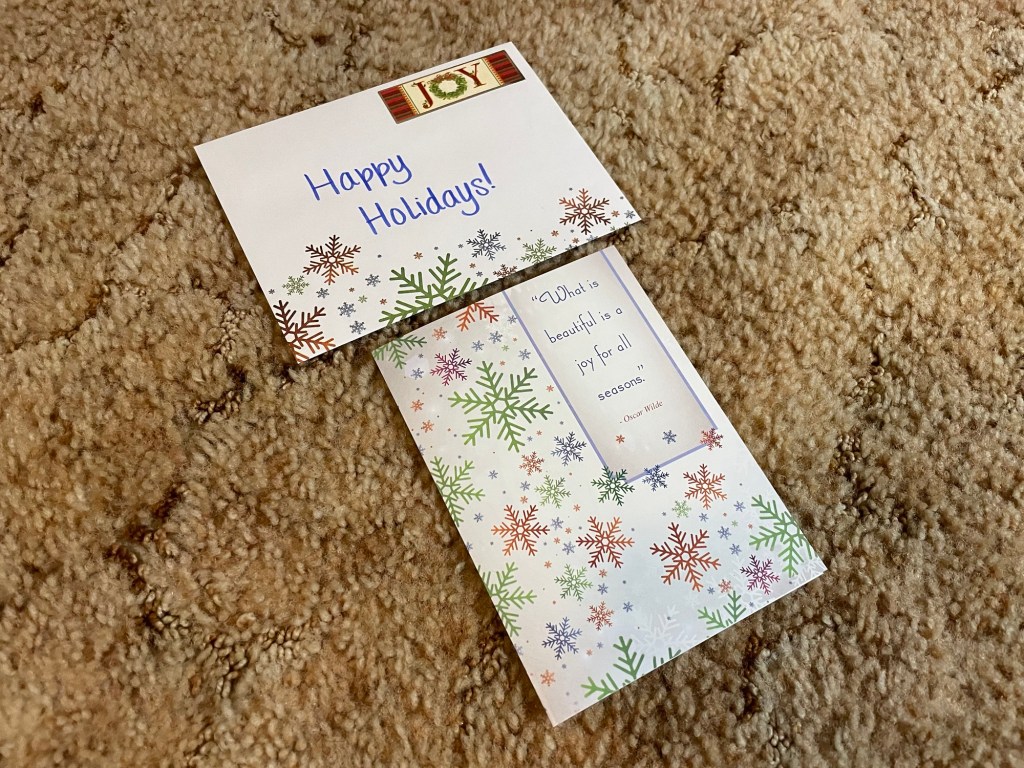 JOY
Happy
Holidays!
"What is
beautiful is a
joy for all
seasons."
- Oscar Wilde